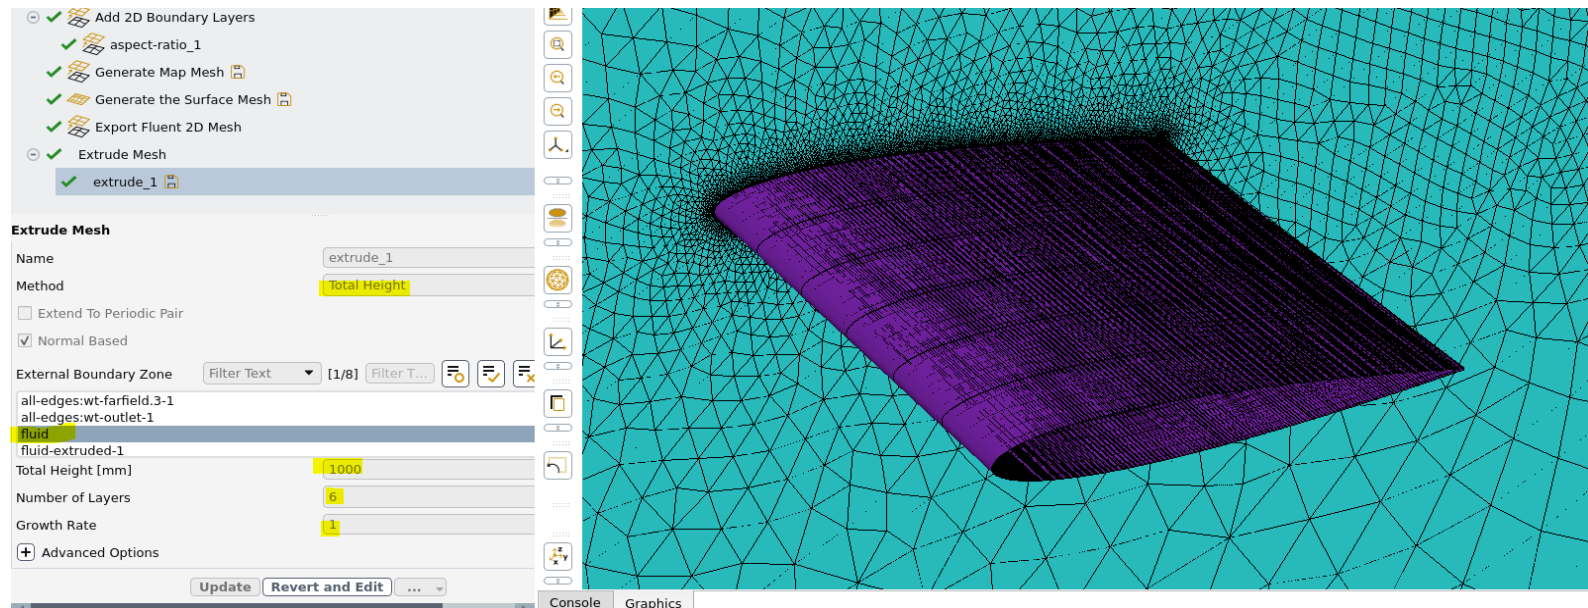 Add 2D Boundary Layers
aspect-ratio_1
Generate Map Mesh
Generate the Surface Mesh
Export Fluent 2D Mesh
Extrude Mesh
extrude_1
Extrude Mesh
Name extrude_1
Method Total Height
Extend To Periodic Pair
Normal Based
External Boundary Zone Filter Text [1/8] Filter T...
all-edges:wt-farfield.3-1
all-edges:wt-outlet-1
fluid
fluid-extruded-1
Total Height [mm] 1000
Number of Layers 6
Growth Rate 1
Advanced Options
Update Revert and Edit ...
Z
Y
X
Console Graphics